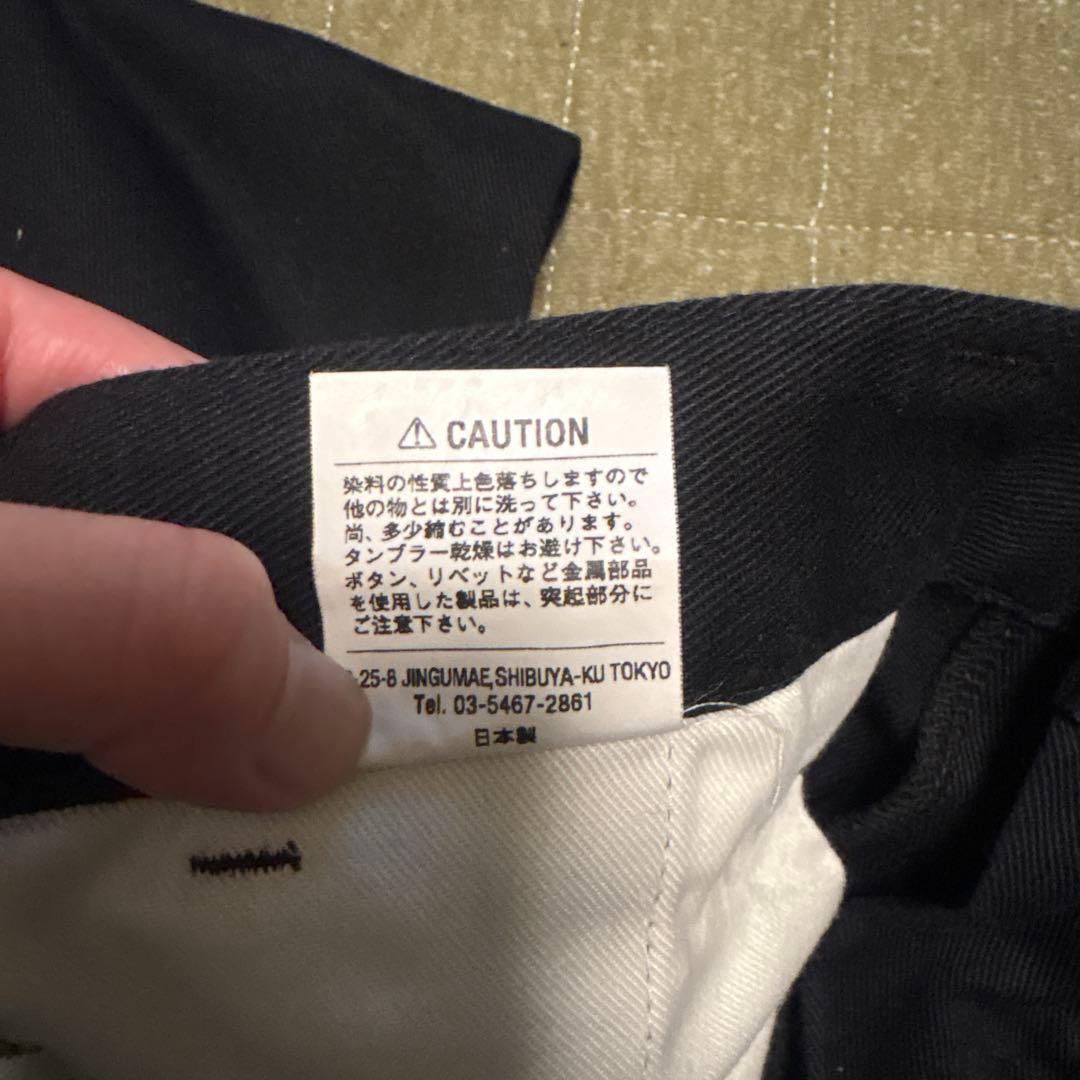 CAUTION
染料の性質上色落ちしますので
他の物とは別に洗って下さい。
尚、多少縮むことがあります。
タンブラー乾燥はお避け下さい。
ボタン、リベットなど金属部品
を使用した製品は、突起部分に
ご注意下さい。
-25-8 JINGUMAE,SHIBUYA-KU TOKYO
Tel. 03-5467-2861
日本製